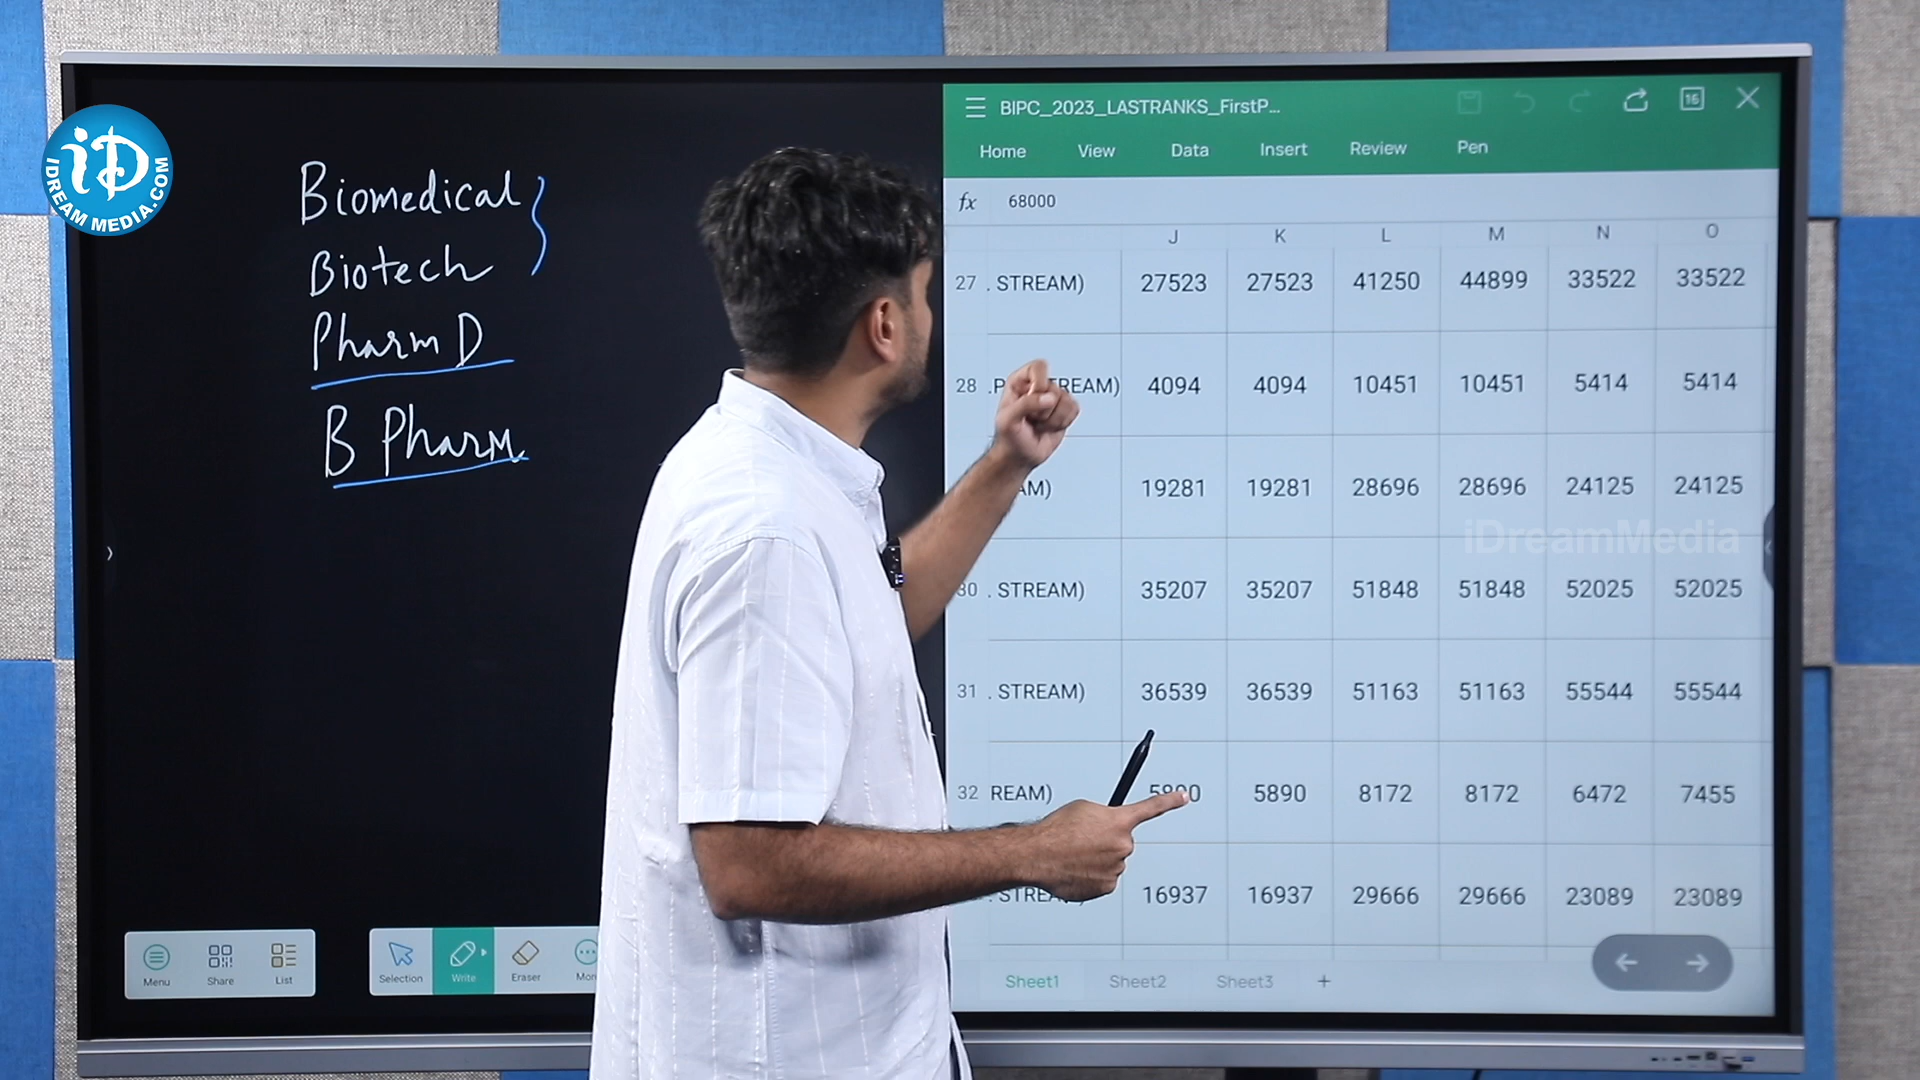 iD
IDREAM MEDIA.COM
Biomedical
Biotech
Pharm D
B Pharm
BIPC_2023_LASTRANKS_FirstP...
16
Home View Data Insert Review Pen
fx 68000
J K L M N O
27 . STREAM) 27523 27523 41250 44899 33522 33522
28 4094 4094 10451 10451 5414 5414
AM) 19281 19281 28696 28696 24125 24125
iDreamMedia
30 . STREAM) 35207 35207 51848 51848 52025 52025
31 . STREAM) 36539 36539 51163 51163 55544 55544
32 REAM) 5890 5890 8172 8172 6472 7455
16937 16937 29666 29666 23089 23089
Sheet1 Sheet2 Sheet3 +
Menu Share List
Selection Write Eraser